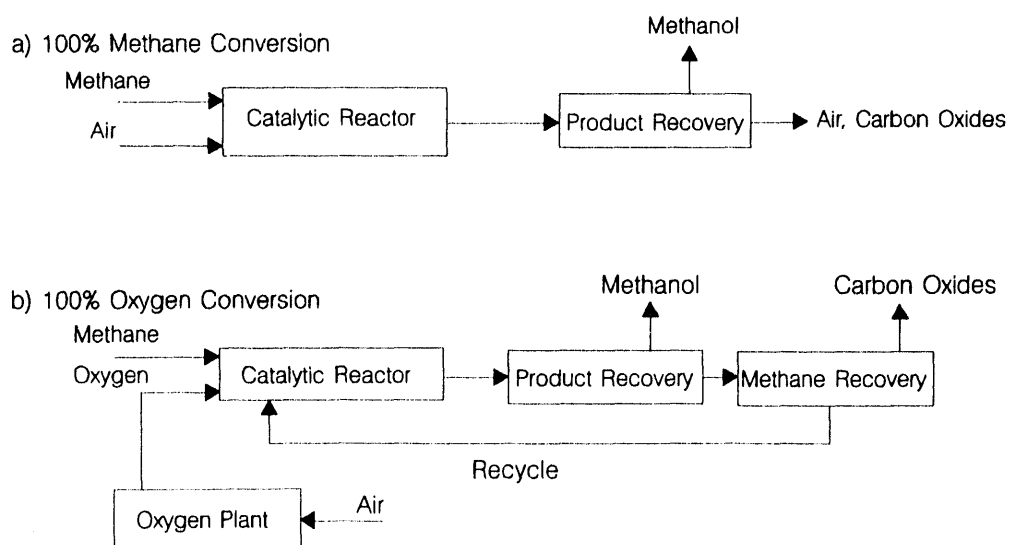 a) 100% Methane Conversion
Methanol
Methane
Air
Catalytic Reactor
Product Recovery
Air, Carbon Oxides
b) 100% Oxygen Conversion
Methanol
Carbon Oxides
Methane
Oxygen
Catalytic Reactor
Product Recovery
Methane Recovery
Recycle
Oxygen Plant
Air